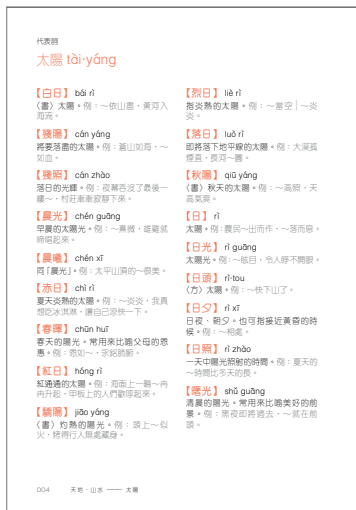 代表詞
太陽 tài·yáng
【白日】 bái rì
〈書〉太陽。例：～依山盡，黃河入
海流。
【殘陽】 cán yáng
將要落盡的太陽。例：蒼山如海，～
如血。
【殘照】 cán zhào
落日的光輝。例：夜幕吞沒了最後一
縷～，村莊漸漸寂靜下來。
【晨光】 chén guāng
早晨的太陽光。例：～熹微，雄雞就
啼唱起來。
【晨曦】 chén xī
同「晨光」。例：太平山頂的～很美。
【赤日】 chì rì
夏天炎熱的太陽。例：～炎炎，我真
想吃冰淇淋，讓自己涼快一下。
【春暉】 chūn huī
春天的陽光。常用來比喻父母的恩
惠。例：恩如～，永銘肺腑。
【紅日】 hóng rì
紅通通的太陽。例：海面上一輪～冉
冉升起，甲板上的人們歡呼起來。
【驕陽】 jiāo yáng
〈書〉灼熱的陽光。例：頭上～似
火，烤得行人無處藏身。
【烈日】 liè rì
指炎熱的太陽。例：～當空｜～炎
炎。
【落日】 luò rì
即將落下地平線的太陽。例：大漠孤
煙直，長河～圓。
【秋陽】 qiū yáng
〈書〉秋天的太陽。例：～高照，天
高氣爽。
【日】 rì
太陽。例：農民～出而作，～落而息。
【日光】 rì guāng
太陽光。例：～眩目，令人睜不開眼。
【日頭】 rì·tou
〈方〉太陽。例：～快下山了。
【日夕】 rì xī
日夜、朝夕。也可指接近黃昏的時
候。例：～相處。
【日照】 rì zhào
一天中陽光照射的時間。例：夏天的
～時間比冬天的長。
【曙光】 shǔ guāng
清晨的陽光。常用來比喻美好的前
景。例：黑夜即將過去，～就在前
頭。
004 天地·山水 —— 太陽